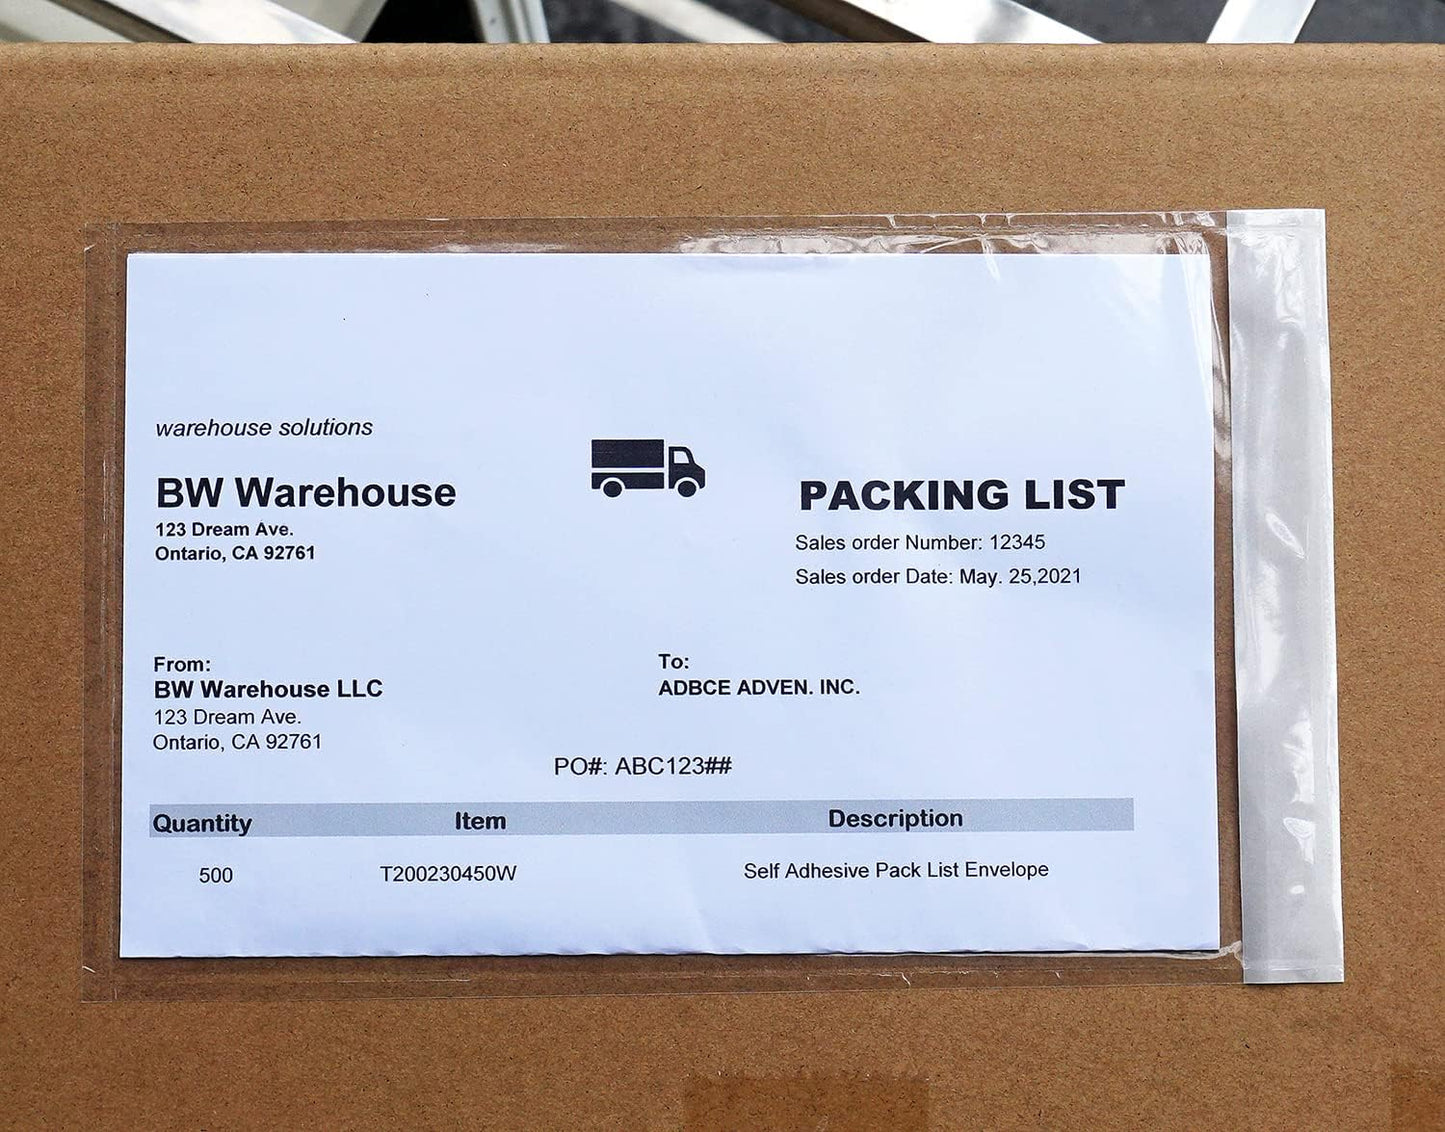 warehouse solutions
BW Warehouse
123 Dream Ave.
Ontario, CA 92761
PACKING LIST
Sales order Number: 12345
Sales order Date: May. 25,2021
From:
BW Warehouse LLC
123 Dream Ave.
Ontario, CA 92761
To:
ADBCE ADVEN. INC.
PO#: ABC123##
Quantity Item Description
500 T200230450W Self Adhesive Pack List Envelope